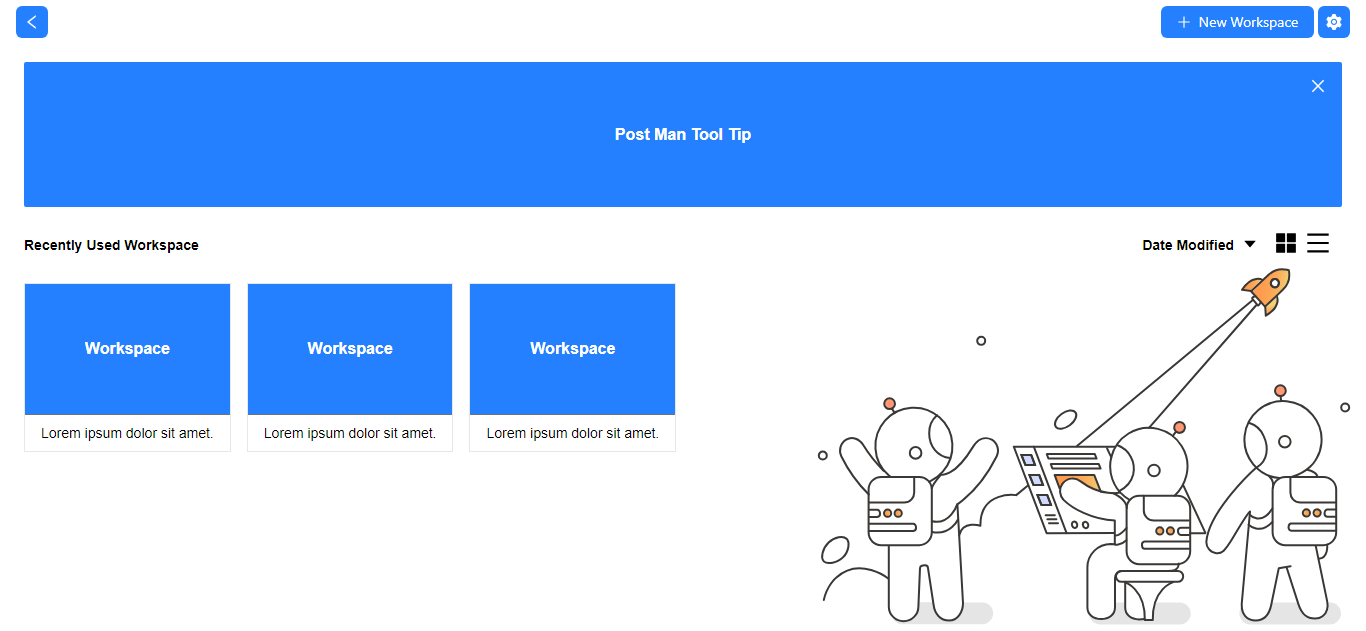 New Workspace
Post Man Tool Tip
Recently Used Workspace
Date Modified
Workspace
Workspace
Workspace
Lorem ipsum dolor sit amet.
Lorem ipsum dolor sit amet.
Lorem ipsum dolor sit amet.